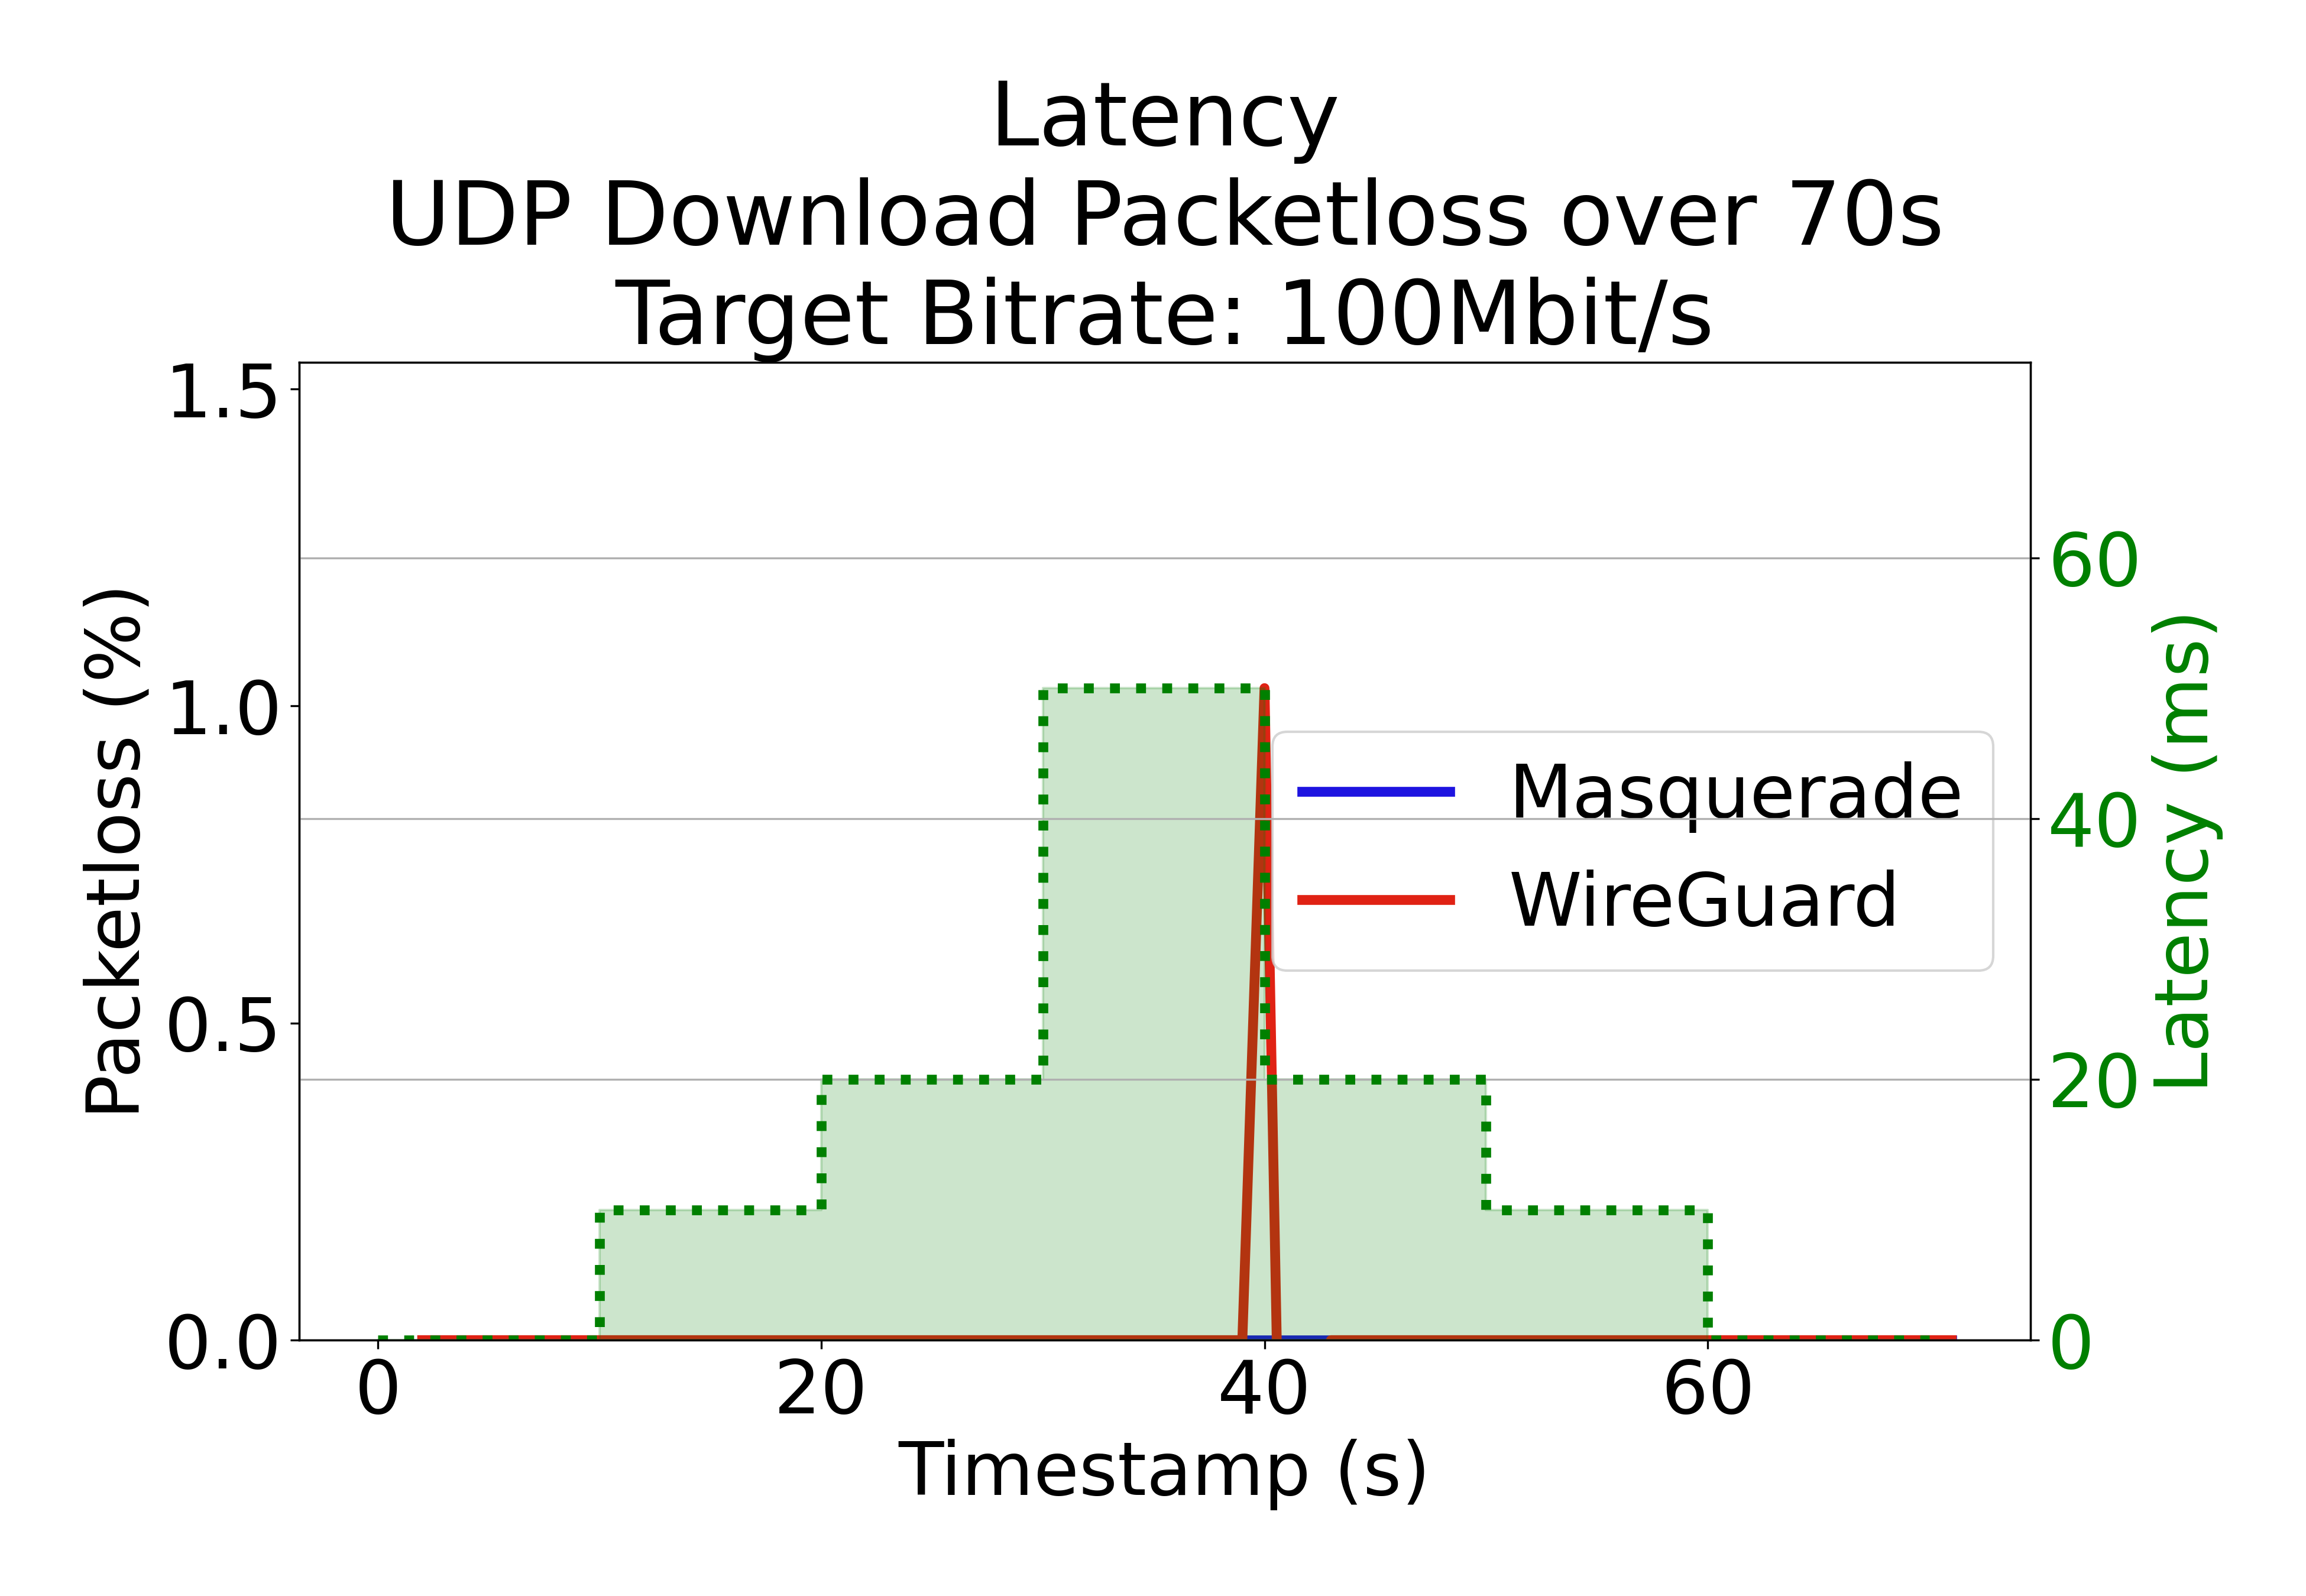 Latency
UDP Download Packetloss over 70s
Target Bitrate: 100Mbit/s
Packetloss (%)
1.5
1.0
0.5
0.0
Masquerade
WireGuard
60
40
20
0
Latency (ms)
0
20
40
60
Timestamp (s)